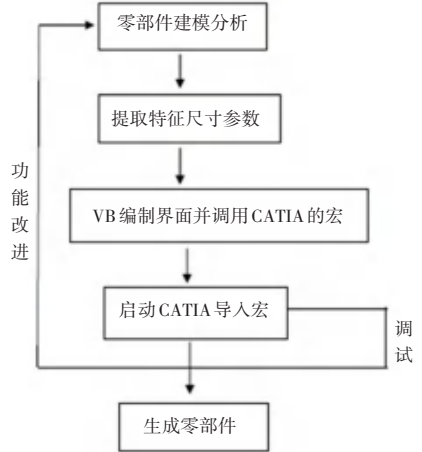 零部件建模分析
提取特征尺寸参数
VB编制界面并调用CATIA的宏
启动CATIA导入宏
生成零部件
功能改进
调试